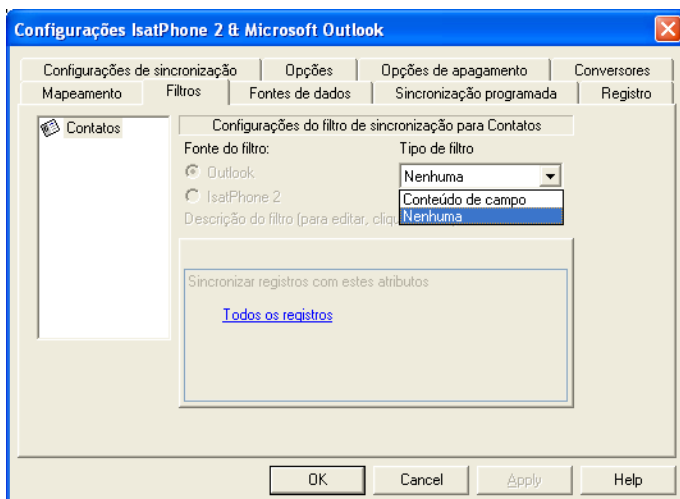 Configurações IsatPhone 2 & Microsoft Outlook
Configurações de sincronização Opções Opções de apagamento Conversores
Mapeamento Filtros Fontes de dados Sincronização programada Registro
Contatos
Configurações do filtro de sincronização para Contatos
Fonte do filtro: Tipo de filtro
Outlook
Nenhuma
IsatPhone 2
Conteúdo de campo
Nenhuma
Descrição do filtro (para editar,
Sincronizar registros com estes atributos
Todos os registros
OK Cancel Apply Help